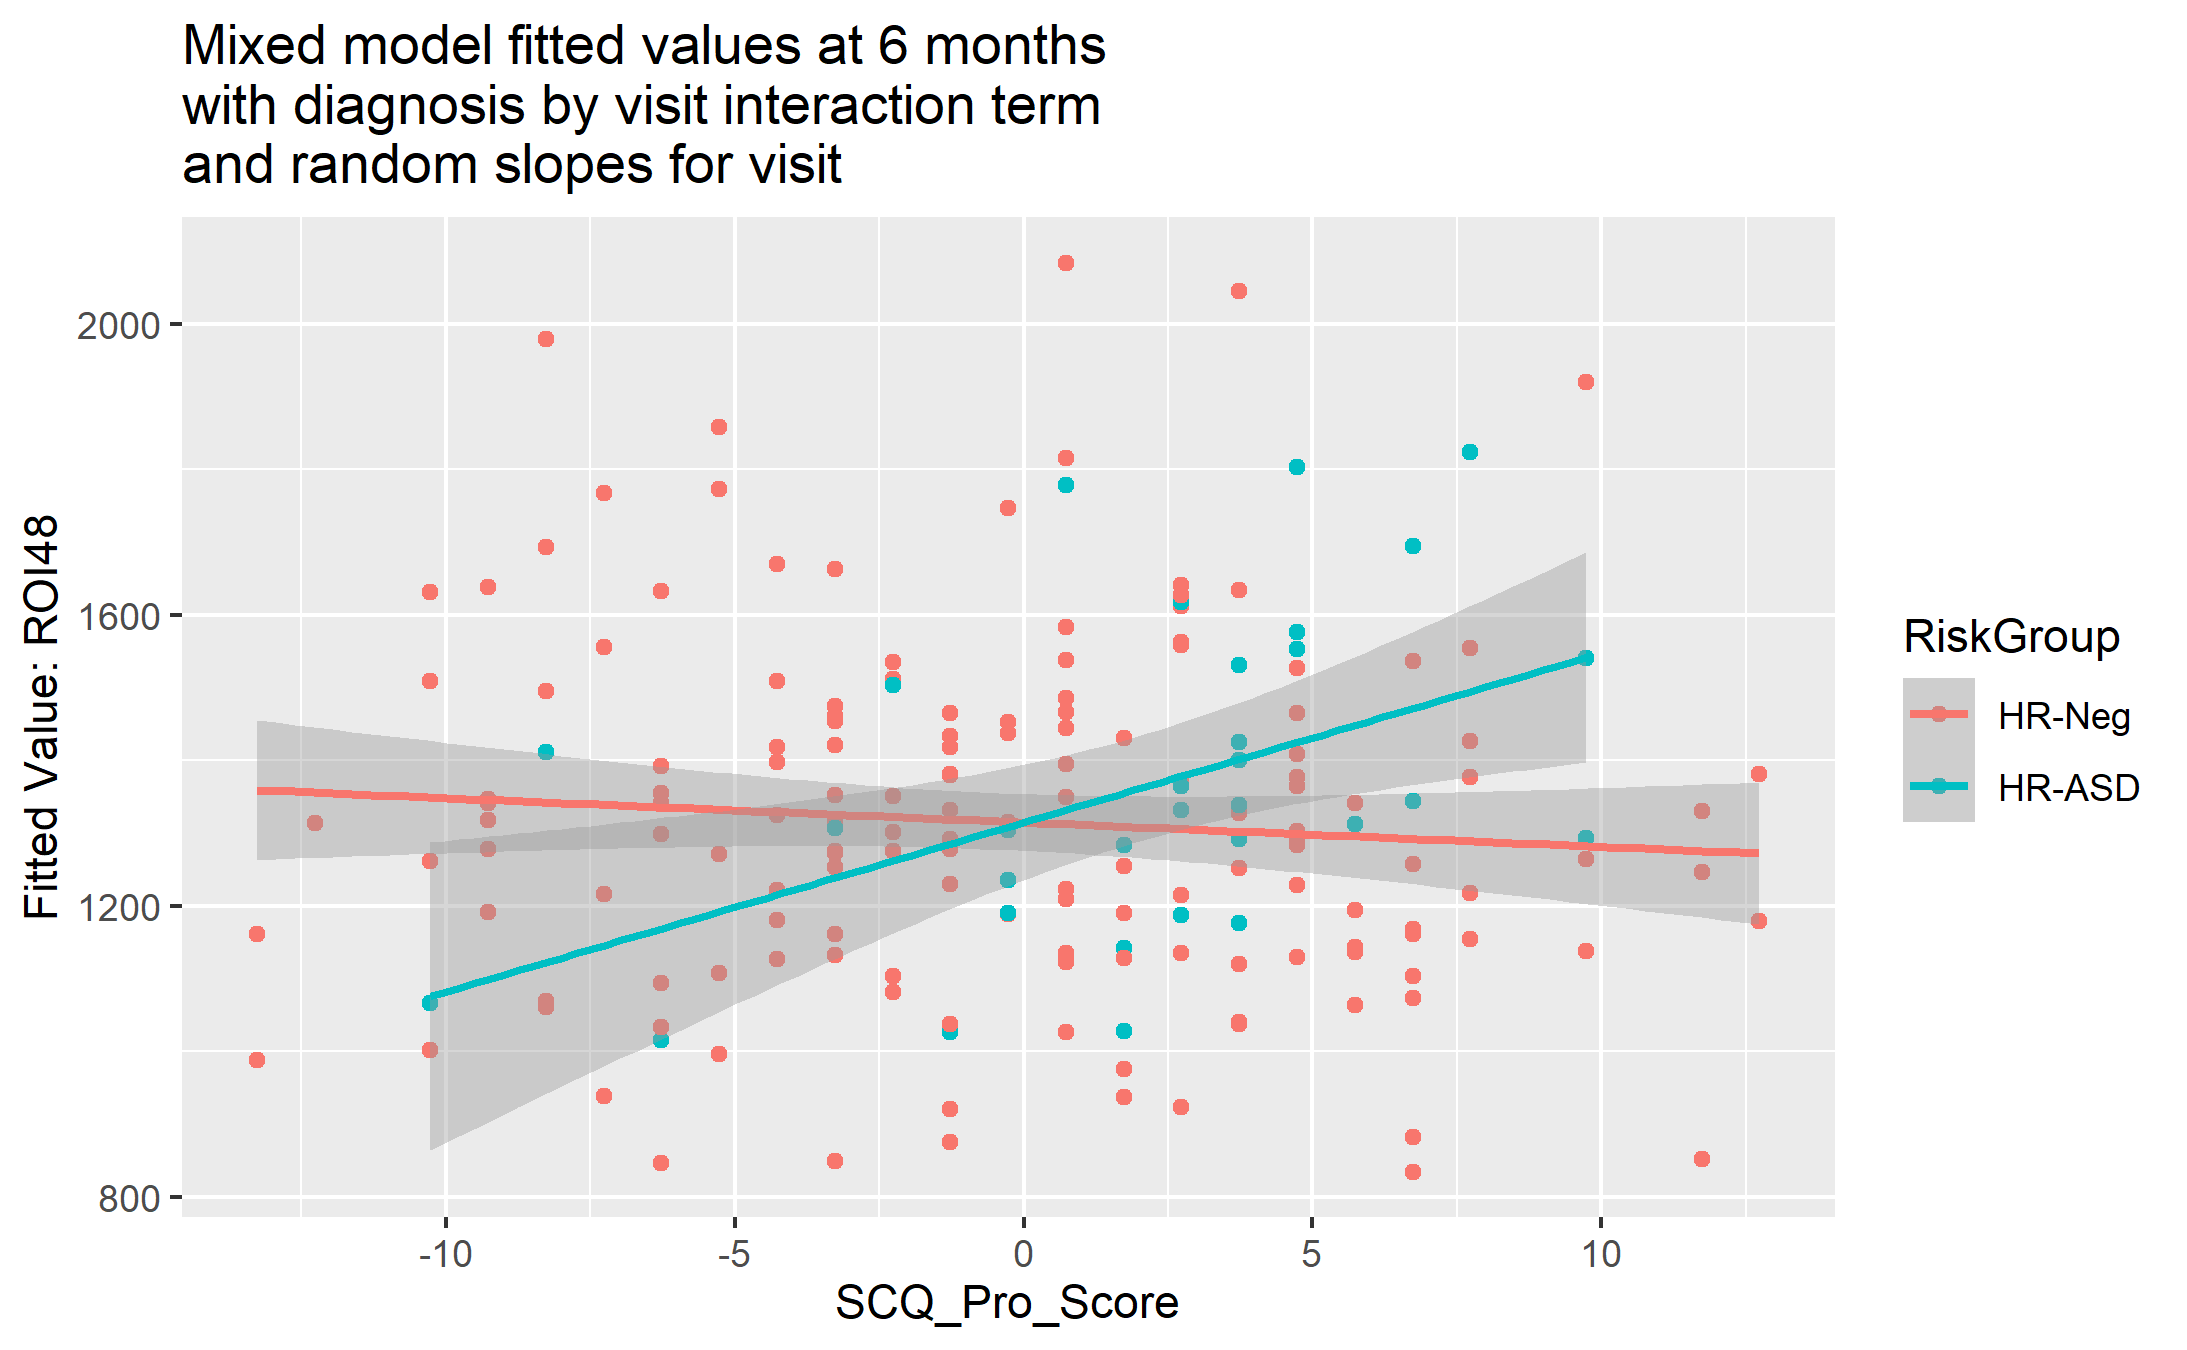 Mixed model fitted values at 6 months
with diagnosis by visit interaction term
and random slopes for visit
Fitted Value: ROI48
2000
1600
1200
800
-10
-5
0
5
10
SCQ_Pro_Score
RiskGroup
HR-Neg
HR-ASD